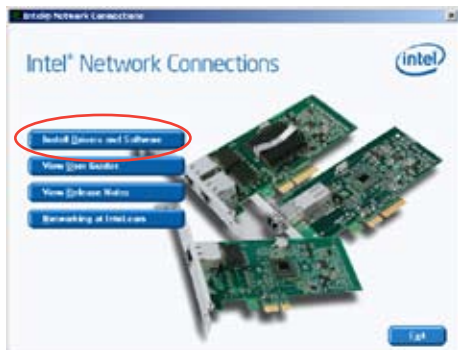 Intel® Network Connections
Intel® Network Connections
intel
Install Drivers and Software
View User Guides
View Release Notes
Networking at Intel.com
Exit